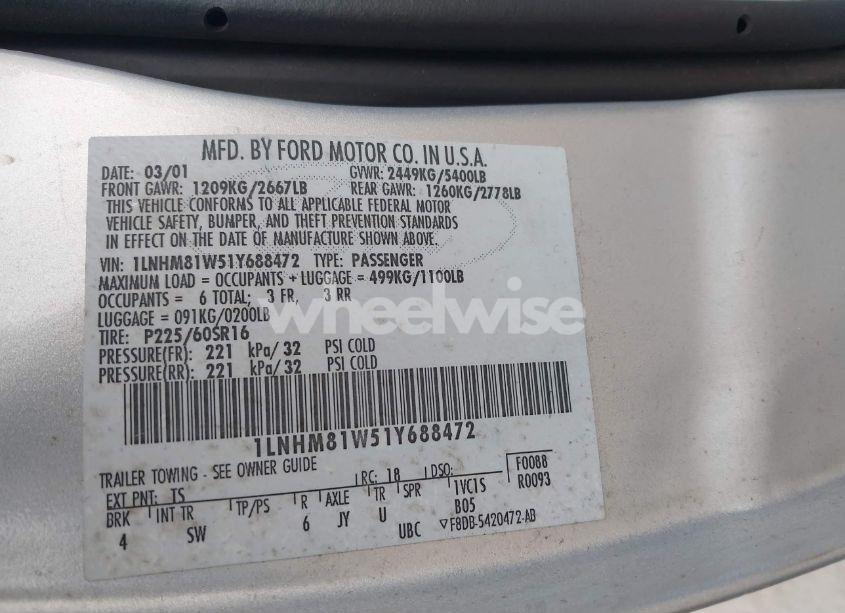 MFD. BY FORD MOTOR CO. IN U.S.A.
DATE: 03/01 GVWR: 2449KG/5400LB
FRONT GAWR: 1209KG/2667LB REAR GAWR: 1260KG/2778LB
THIS VEHICLE CONFORMS TO ALL APPLICABLE FEDERAL MOTOR
VEHICLE SAFETY, BUMPER, AND THEFT PREVENTION STANDARDS
IN EFFECT ON THE DATE OF MANUFACTURE SHOWN ABOVE.
VIN: 1LNHM81W51Y688472 TYPE: PASSENGER
MAXIMUM LOAD = OCCUPANTS + LUGGAGE = 499KG/1100LB
OCCUPANTS = 6 TOTAL; 3 FR, 3 RR
LUGGAGE = 091KG/0200LB
wheelwise
TIRE: P225/60SR16
PRESSURE(FR): 221 kPa/ 32 PSI COLD
PRESSURE(RR): 221 kPa/ 32 PSI COLD
1LNHM81W51Y688472
TRAILER TOWING - SEE OWNER GUIDE
EXT PNT: TS RC: 18 DSO: F0088
R0093
BRK INT TR TP/PS R AXLE TR SPR 1VC1S
4 SW 6 JY U B05
UBC ▽F8DB-5420472-AB